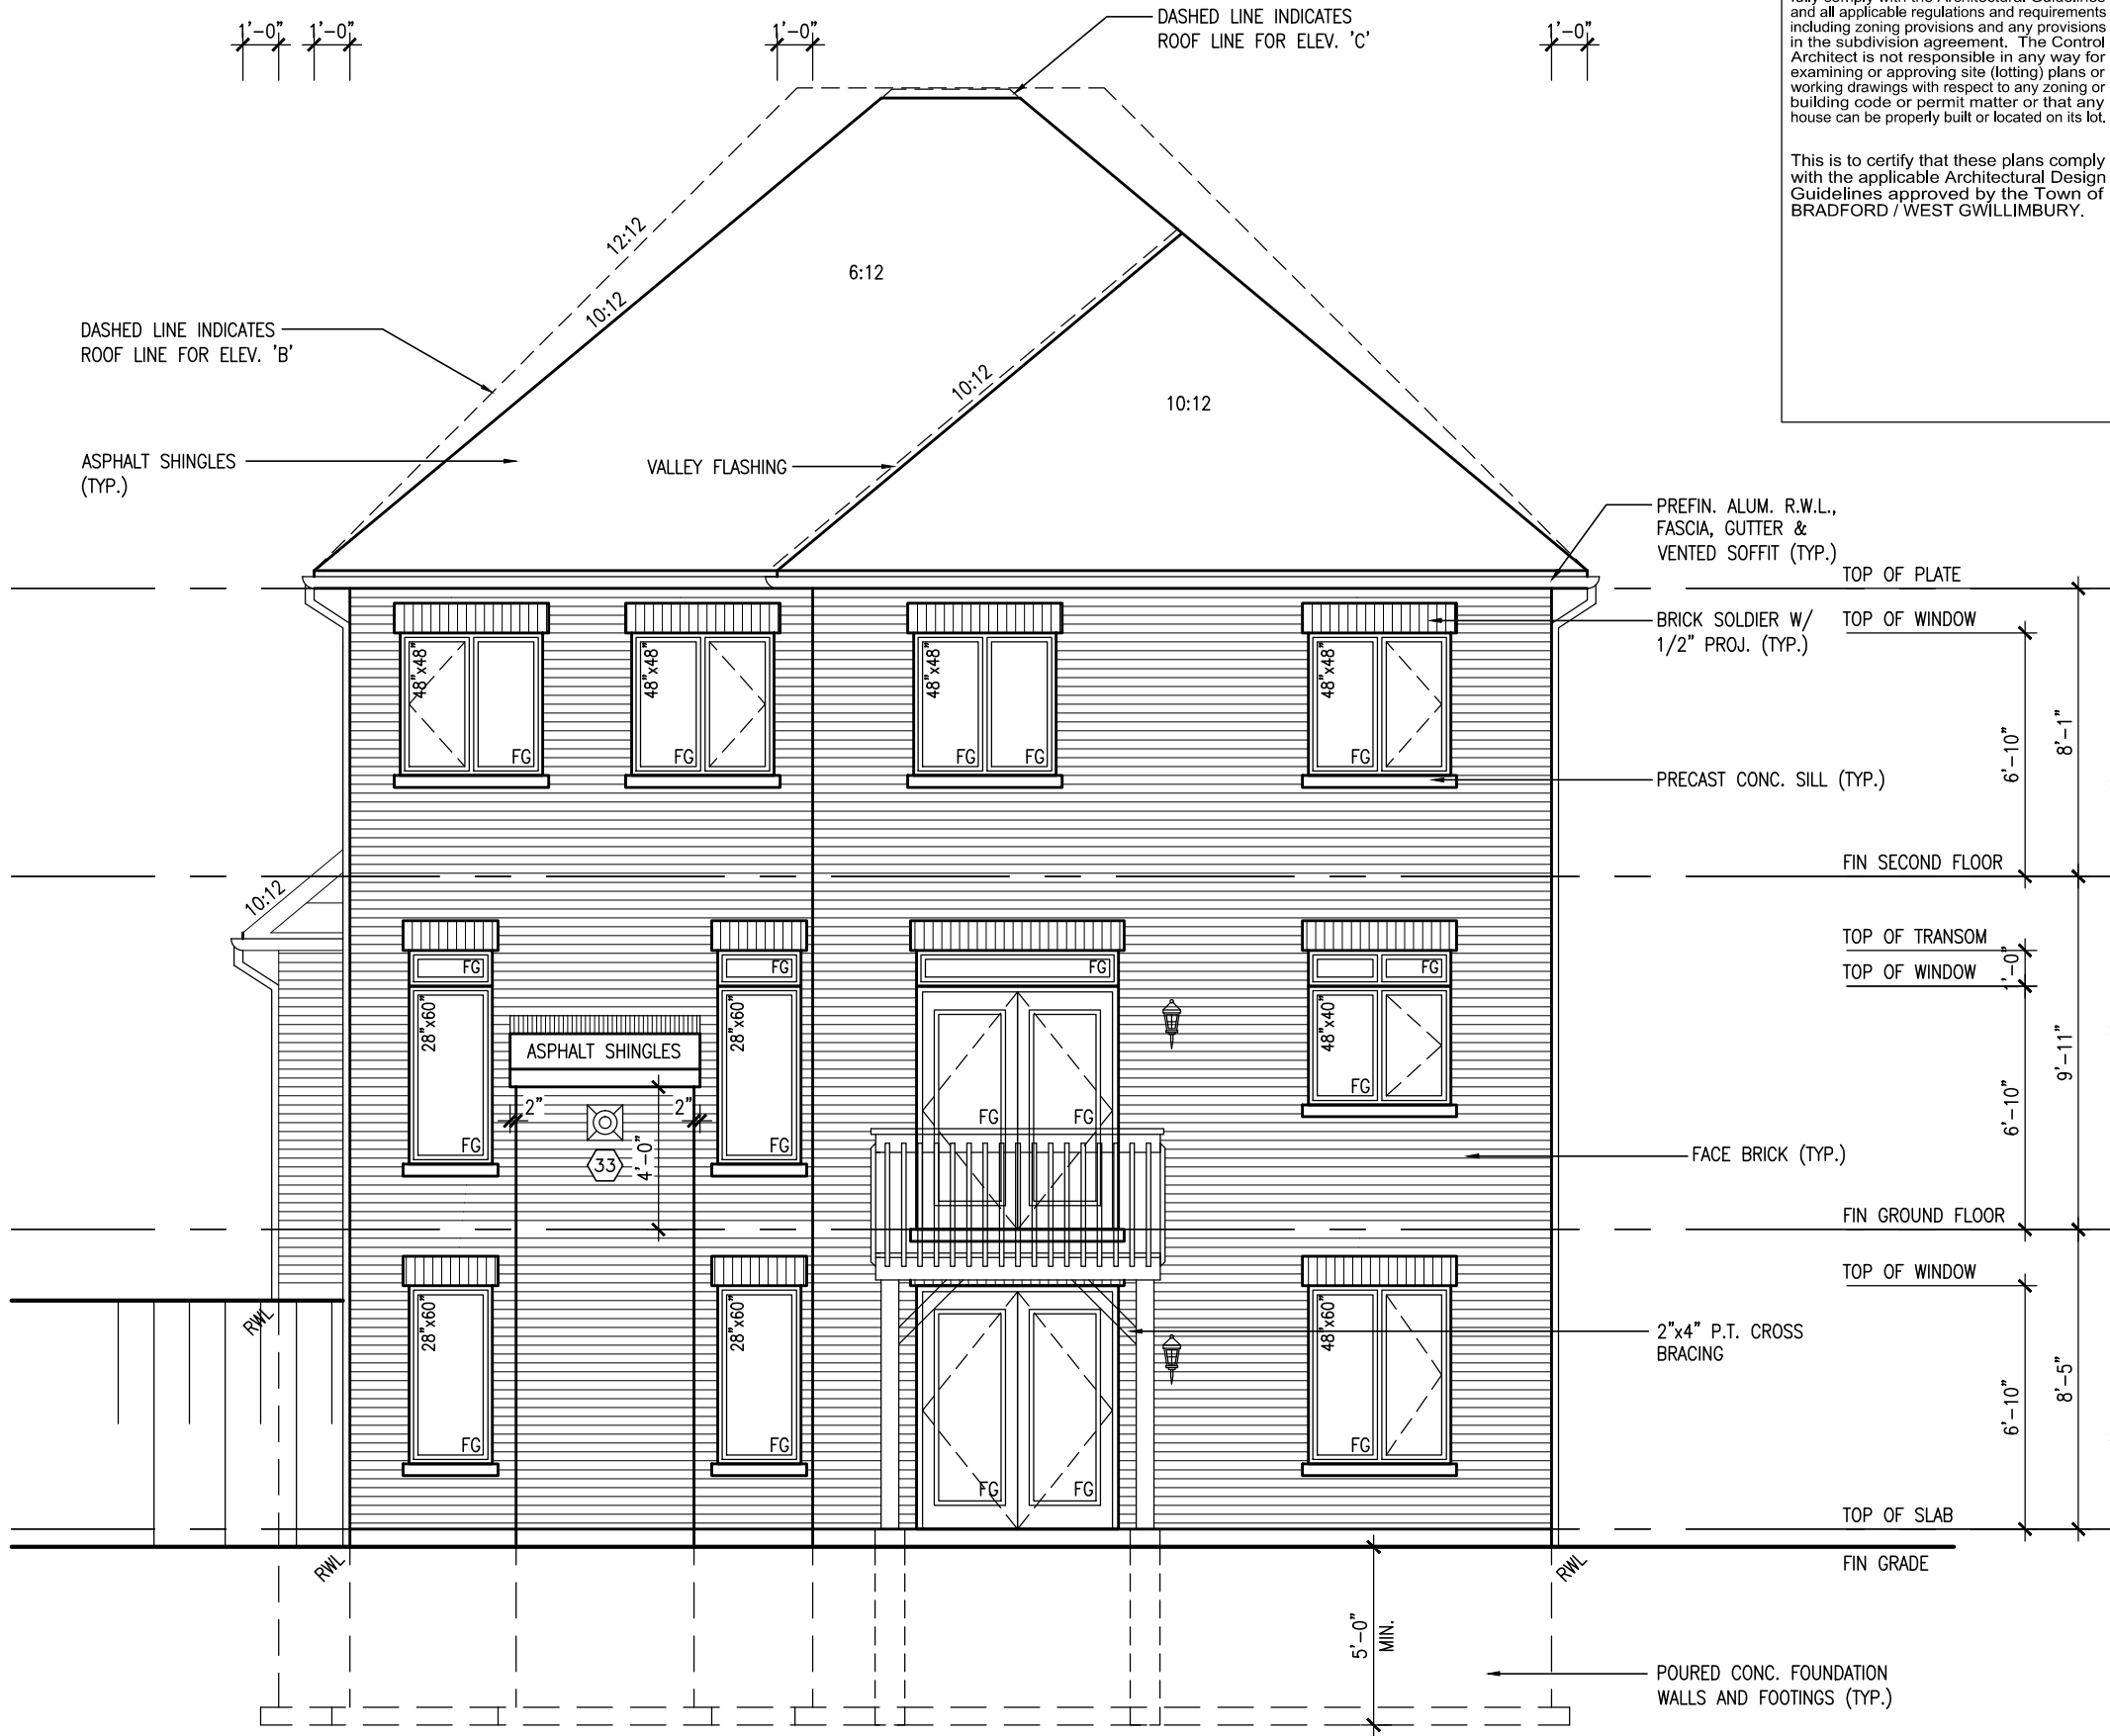 1'-0" 1'-0" 1'-0" 1'-0"
DASHED LINE INDICATES
ROOF LINE FOR ELEV. 'C'
fully comply with the Architectural Guidelines
and all applicable regulations and requirements
including zoning provisions and any provisions
in the subdivision agreement. The Control
Architect is not responsible in any way for
examining or approving site (lotting) plans or
working drawings with respect to any zoning or
building code or permit matter or that any
house can be properly built or located on its lot.
This is to certify that these plans comply
with the applicable Architectural Design
Guidelines approved by the Town of
BRADFORD / WEST GWILLIMBURY.
12:12
6:12
10:12
10:12
10:12
DASHED LINE INDICATES
ROOF LINE FOR ELEV. 'B'
ASPHALT SHINGLES
(TYP.)
VALLEY FLASHING
PREFIN. ALUM. R.W.L.,
FASCIA, GUTTER &
VENTED SOFFIT (TYP.)
TOP OF PLATE
BRICK SOLDIER W/
1/2" PROJ. (TYP.)
TOP OF WINDOW
48"x48" FG
48"x48" FG
48"x48" FG FG
48"x48" FG
6'-10"
8'-1"
PRECAST CONC. SILL (TYP.)
FIN SECOND FLOOR
10:12
TOP OF TRANSOM
TOP OF WINDOW
1'-0"
FG FG FG FG
28"x60" FG
28"x60" FG
48"x40" FG
FG FG
ASPHALT SHINGLES
2" 2"
33
4'-0"
6'-10"
9'-11"
FACE BRICK (TYP.)
FIN GROUND FLOOR
TOP OF WINDOW
RWL
28"x60" FG
28"x60" FG
FG FG
48"x60" FG
2"x4" P.T. CROSS
BRACING
6'-10"
8'-5"
TOP OF SLAB
FIN GRADE
RWL
RWL
5'-0"
MIN.
POURED CONC. FOUNDATION
WALLS AND FOOTINGS (TYP.)